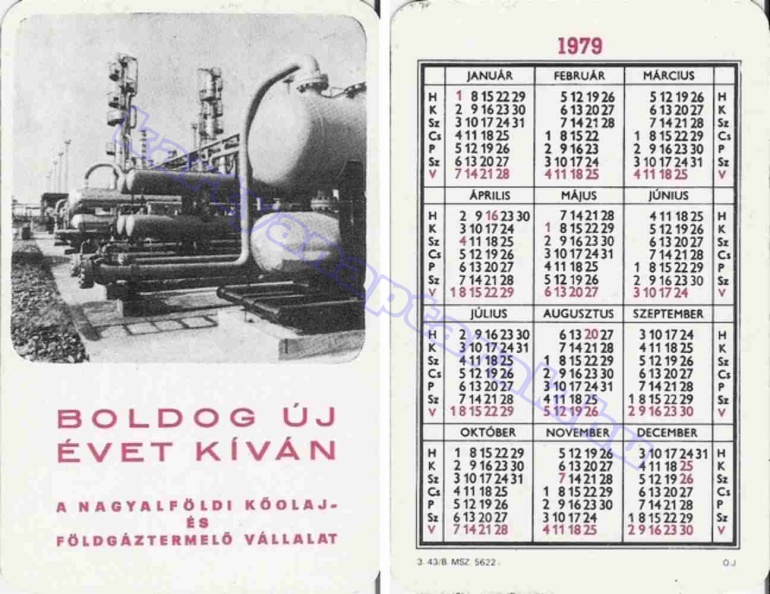 BOLDOG ÚJ
ÉVET KÍVÁN
A NAGYALFÖLDI KŐOLAJ-
ÉS
FÖLDGÁZTERMELŐ VÁLLALAT
1979
JANUÁR FEBRUÁR MÁRCIUS
H 1 8 15 22 29 5 12 19 26 5 12 19 26 H
K 2 9 16 23 30 6 13 20 27 6 13 20 27 K
Sz 3 10 17 24 31 7 14 21 28 7 14 21 28 Sz
Cs 4 11 18 25 1 8 15 22 1 8 15 22 29 Cs
P 5 12 19 26 2 9 16 23 2 9 16 23 30 P
Sz 6 13 20 27 3 10 17 24 3 10 17 24 31 Sz
V 7 14 21 28 4 11 18 25 4 11 18 25 V
ÁPRILIS MÁJUS JÚNIUS
H 2 9 16 23 30 7 14 21 28 4 11 18 25 H
K 3 10 17 24 1 8 15 22 29 5 12 19 26 K
Sz 4 11 18 25 2 9 16 23 30 6 13 20 27 Sz
Cs 5 12 19 26 3 10 17 24 31 7 14 21 28 Cs
P 6 13 20 27 4 11 18 25 1 8 15 22 29 P
Sz 7 14 21 28 5 12 19 26 2 9 16 23 30 Sz
V 1 8 15 22 29 6 13 20 27 3 10 17 24 V
JÚLIUS AUGUSZTUS SZEPTEMBER
H 2 9 16 23 30 6 13 20 27 3 10 17 24 H
K 3 10 17 24 31 7 14 21 28 4 11 18 25 K
Sz 4 11 18 25 1 8 15 22 29 5 12 19 26 Sz
Cs 5 12 19 26 2 9 16 23 30 6 13 20 27 Cs
P 6 13 20 27 3 10 17 24 31 7 14 21 28 P
Sz 7 14 21 28 4 11 18 25 1 8 15 22 29 Sz
V 1 8 15 22 29 5 12 19 26 2 9 16 23 30 V
OKTÓBER NOVEMBER DECEMBER
H 1 8 15 22 29 5 12 19 26 3 10 17 24 31 H
K 2 9 16 23 30 6 13 20 27 4 11 18 25 K
Sz 3 10 17 24 31 7 14 21 28 5 12 19 26 Sz
Cs 4 11 18 25 1 8 15 22 29 6 13 20 27 Cs
P 5 12 19 26 2 9 16 23 30 7 14 21 28 P
Sz 6 13 20 27 3 10 17 24 1 8 15 22 29 Sz
V 7 14 21 28 4 11 18 25 2 9 16 23 30 V
3. 43/B. MSZ. 5622.
OJ